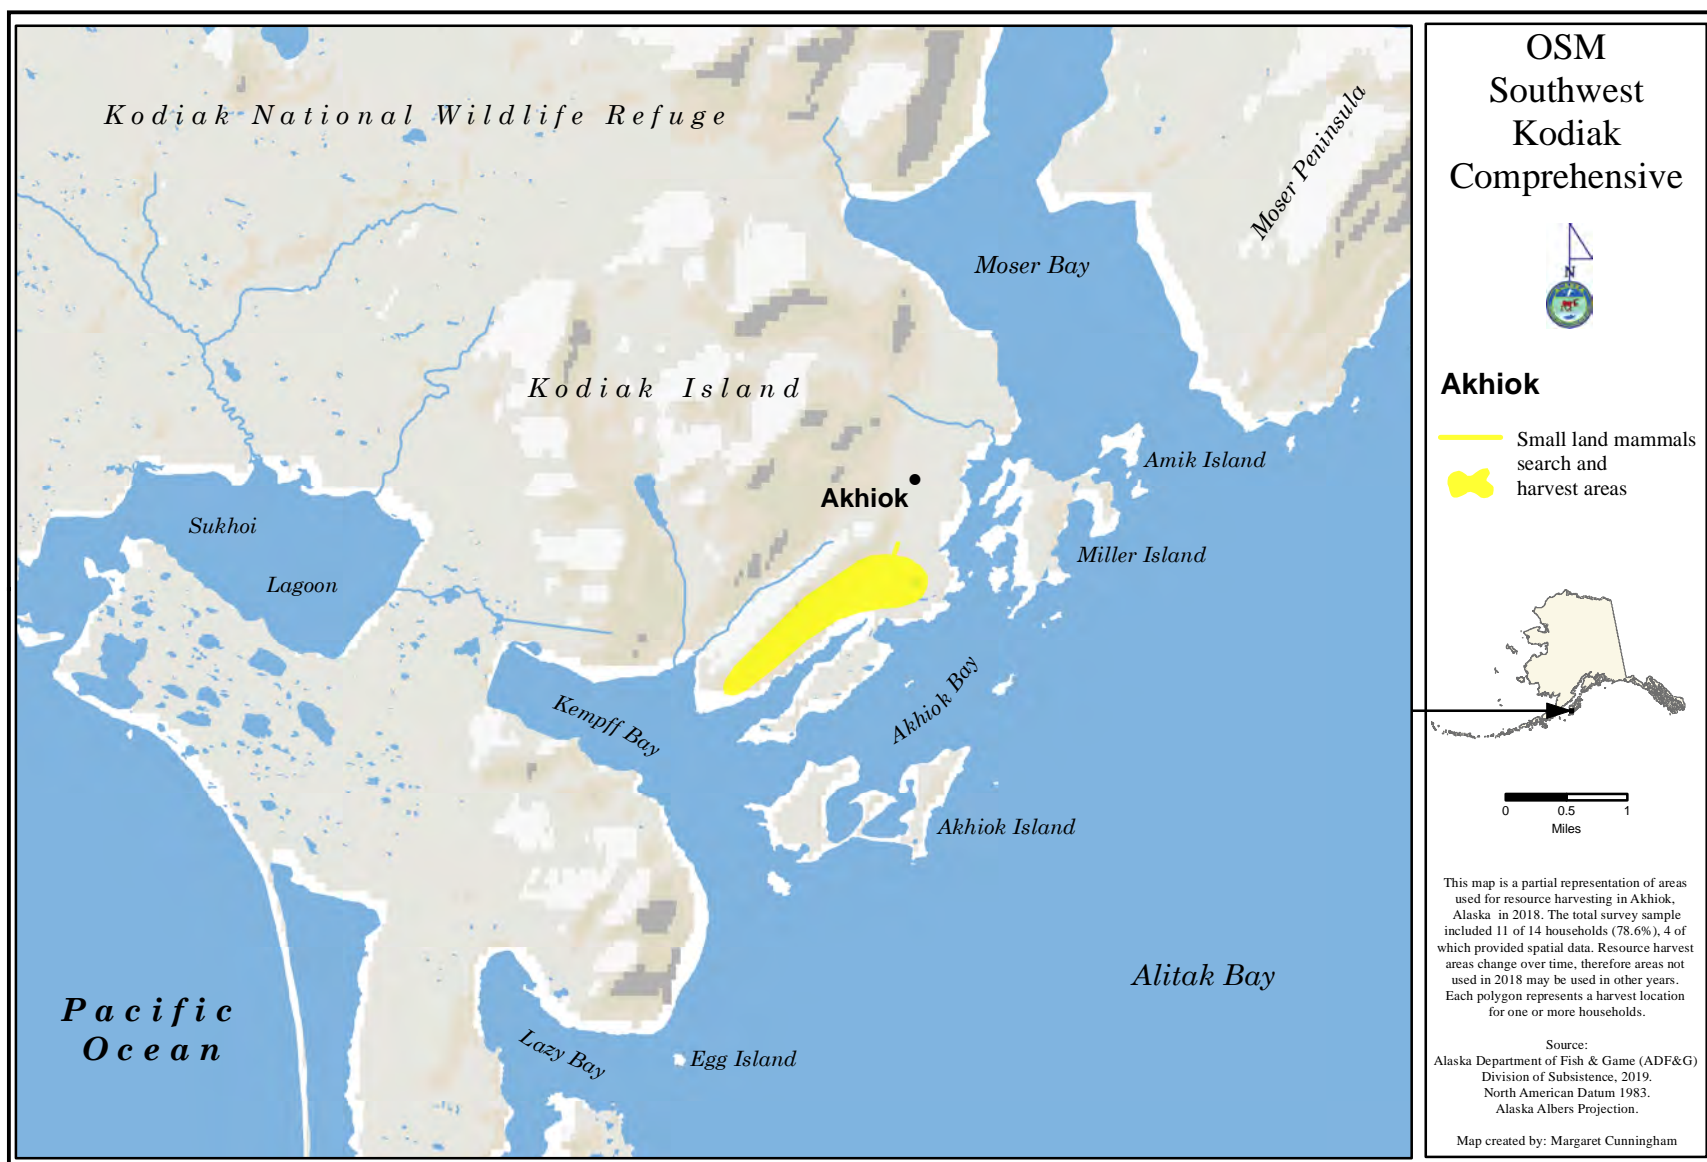 Kodiak National Wildlife Refuge
Moser Peninsula
Moser Bay
Kodiak Island
Amik Island
Akhiok
Sukhoi
Lagoon
Miller Island
Kempff Bay
Akhiok Bay
Akhiok Island
Alitak Bay
Pacific
Ocean
Lazy Bay
Egg Island
OSM
Southwest
Kodiak
Comprehensive
N
Akhiok
Small land mammals
search and
harvest areas
0 0.5 1
Miles
This map is a partial representation of areas
used for resource harvesting in Akhiok,
Alaska in 2018. The total survey sample
included 11 of 14 households (78.6%), 4 of
which provided spatial data. Resource harvest
areas change over time, therefore areas not
used in 2018 may be used in other years.
Each polygon represents a harvest location
for one or more households.
Source:
Alaska Department of Fish & Game (ADF&G)
Division of Subsistence, 2019.
North American Datum 1983.
Alaska Albers Projection.
Map created by: Margaret Cunningham